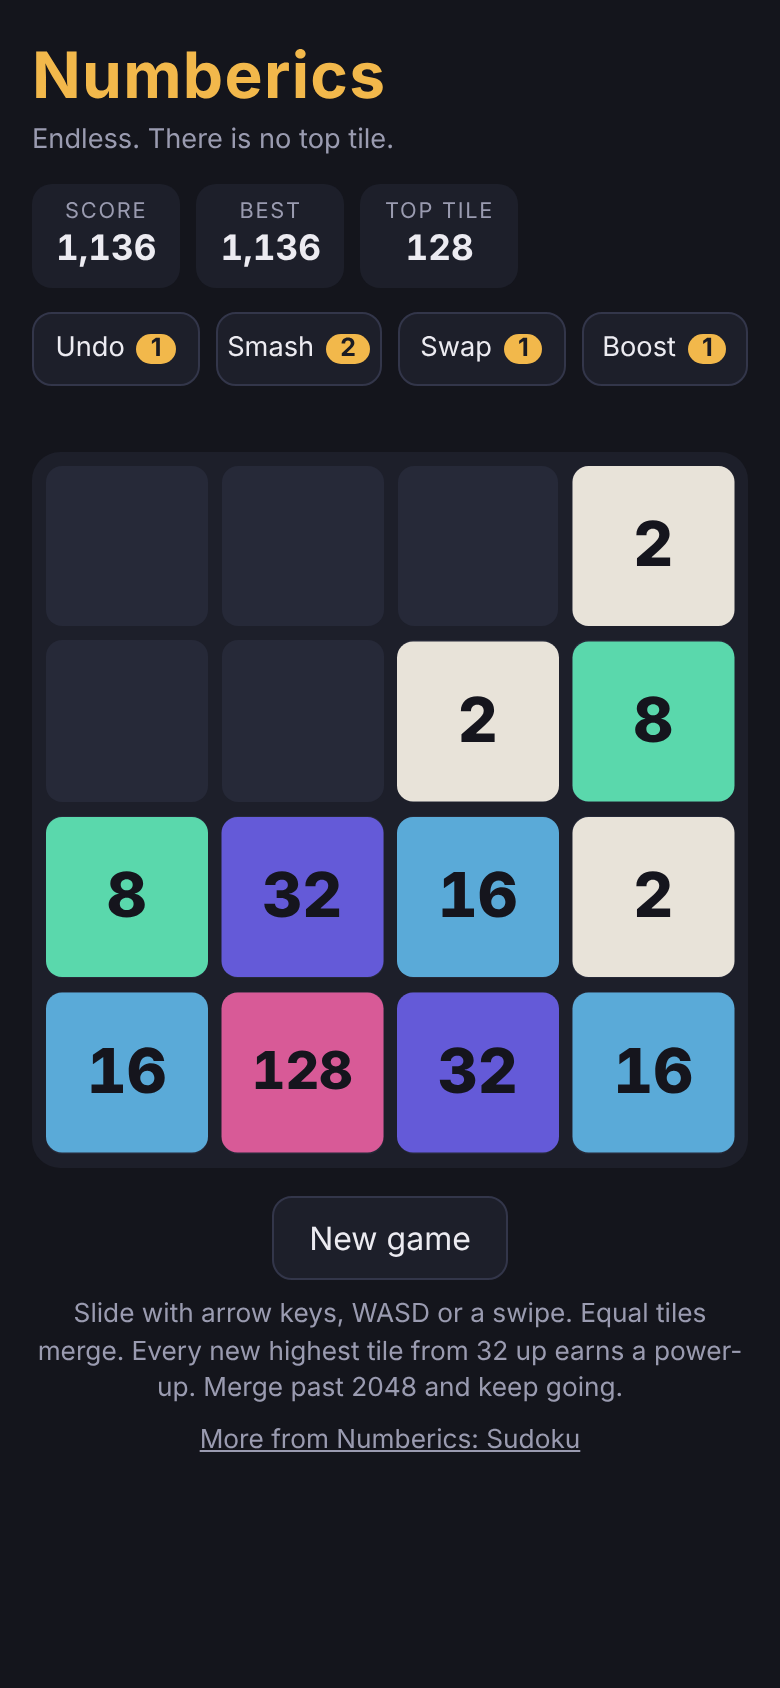 Numberics
Endless. There is no top tile.
SCORE BEST TOP TILE
1,136 1,136 128
Undo 1 Smash 2 Swap 1 Boost 1
2
2 8
8 32 16 2
16 128 32 16
New game
Slide with arrow keys, WASD or a swipe. Equal tiles
merge. Every new highest tile from 32 up earns a power-
up. Merge past 2048 and keep going.
More from Numberics: Sudoku